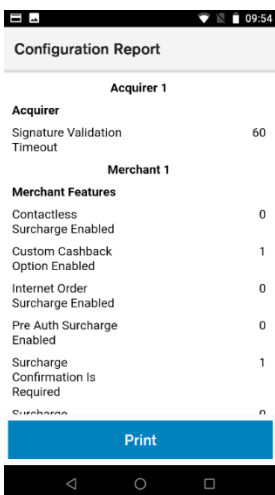 09:54
Configuration Report
Acquirer 1
Acquirer
Signature Validation 60
Timeout
Merchant 1
Merchant Features
Contactless 0
Surcharge Enabled
Custom Cashback 1
Option Enabled
Internet Order 0
Surcharge Enabled
Pre Auth Surcharge 0
Enabled
Surcharge 1
Confirmation Is
Required
Surcharge 0
Print